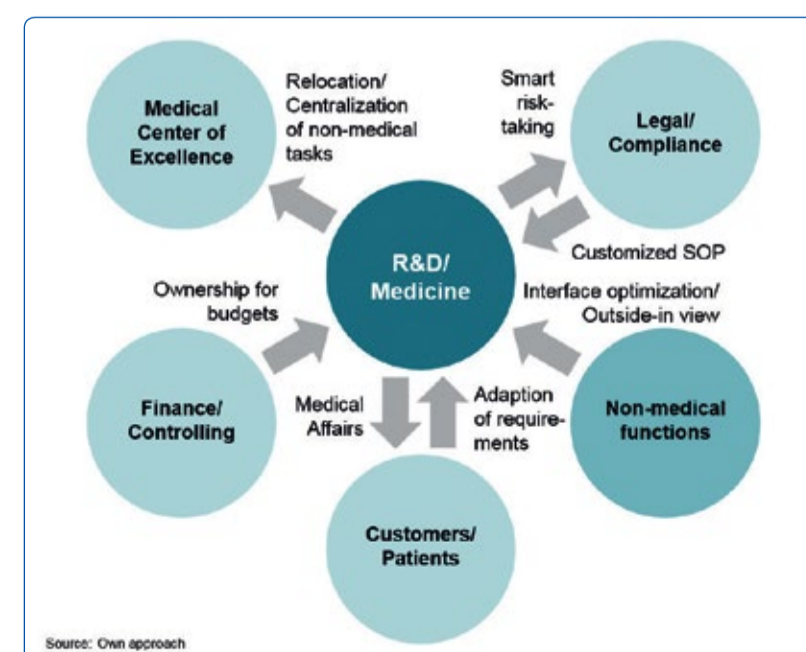 Medical
Center of
Excellence
Relocation/
Centralization
of non-medical
tasks
Smart
risk-
taking
Legal/
Compliance
R&D/
Medicine
Customized SOP
Ownership for
budgets
Interface optimization/
Outside-in view
Finance/
Controlling
Medical
Affairs
Adaption
of require-
ments
Non-medical
functions
Customers/
Patients
Source: Own approach